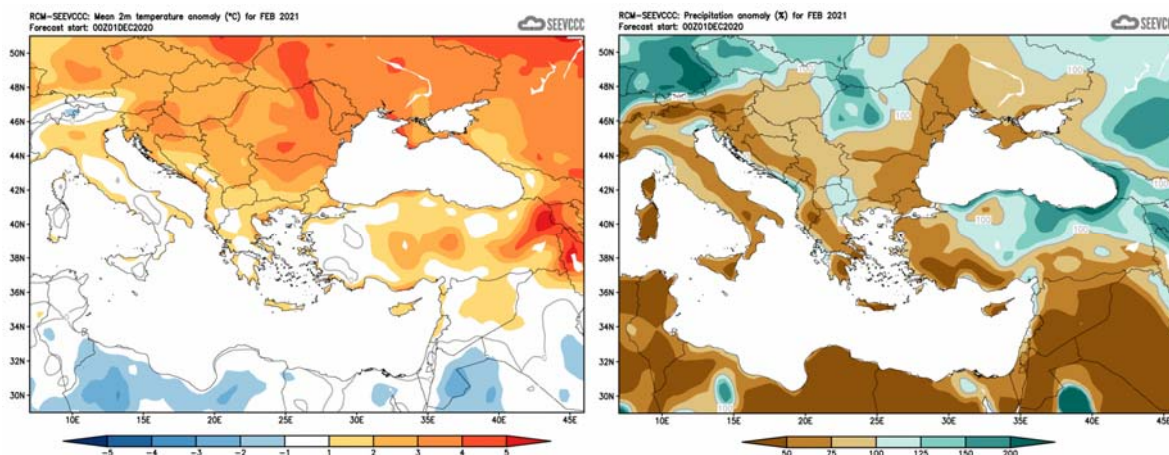 RCM-SEEVCCC: Mean 2m temperature anomaly (°C) for FEB 2021
Forecast start: 00Z01DEC2020
SEEVCCC
50N
48N
46N
44N
42N
40N
38N
36N
34N
32N
30N
10E 15E 20E 25E 30E 35E 40E 45E
-5 -4 -3 -2 -1 1 2 3 4 5
RCM-SEEVCCC: Precipitation anomaly (%) for FEB 2021
Forecast start: 00Z01DEC2020
SEEVCCC
50N
48N
46N
44N
42N
40N
38N
36N
34N
32N
30N
100
100
100
100
100
100
100
10E 15E 20E 25E 30E 35E 40E 45E
50 75 100 125 150 200